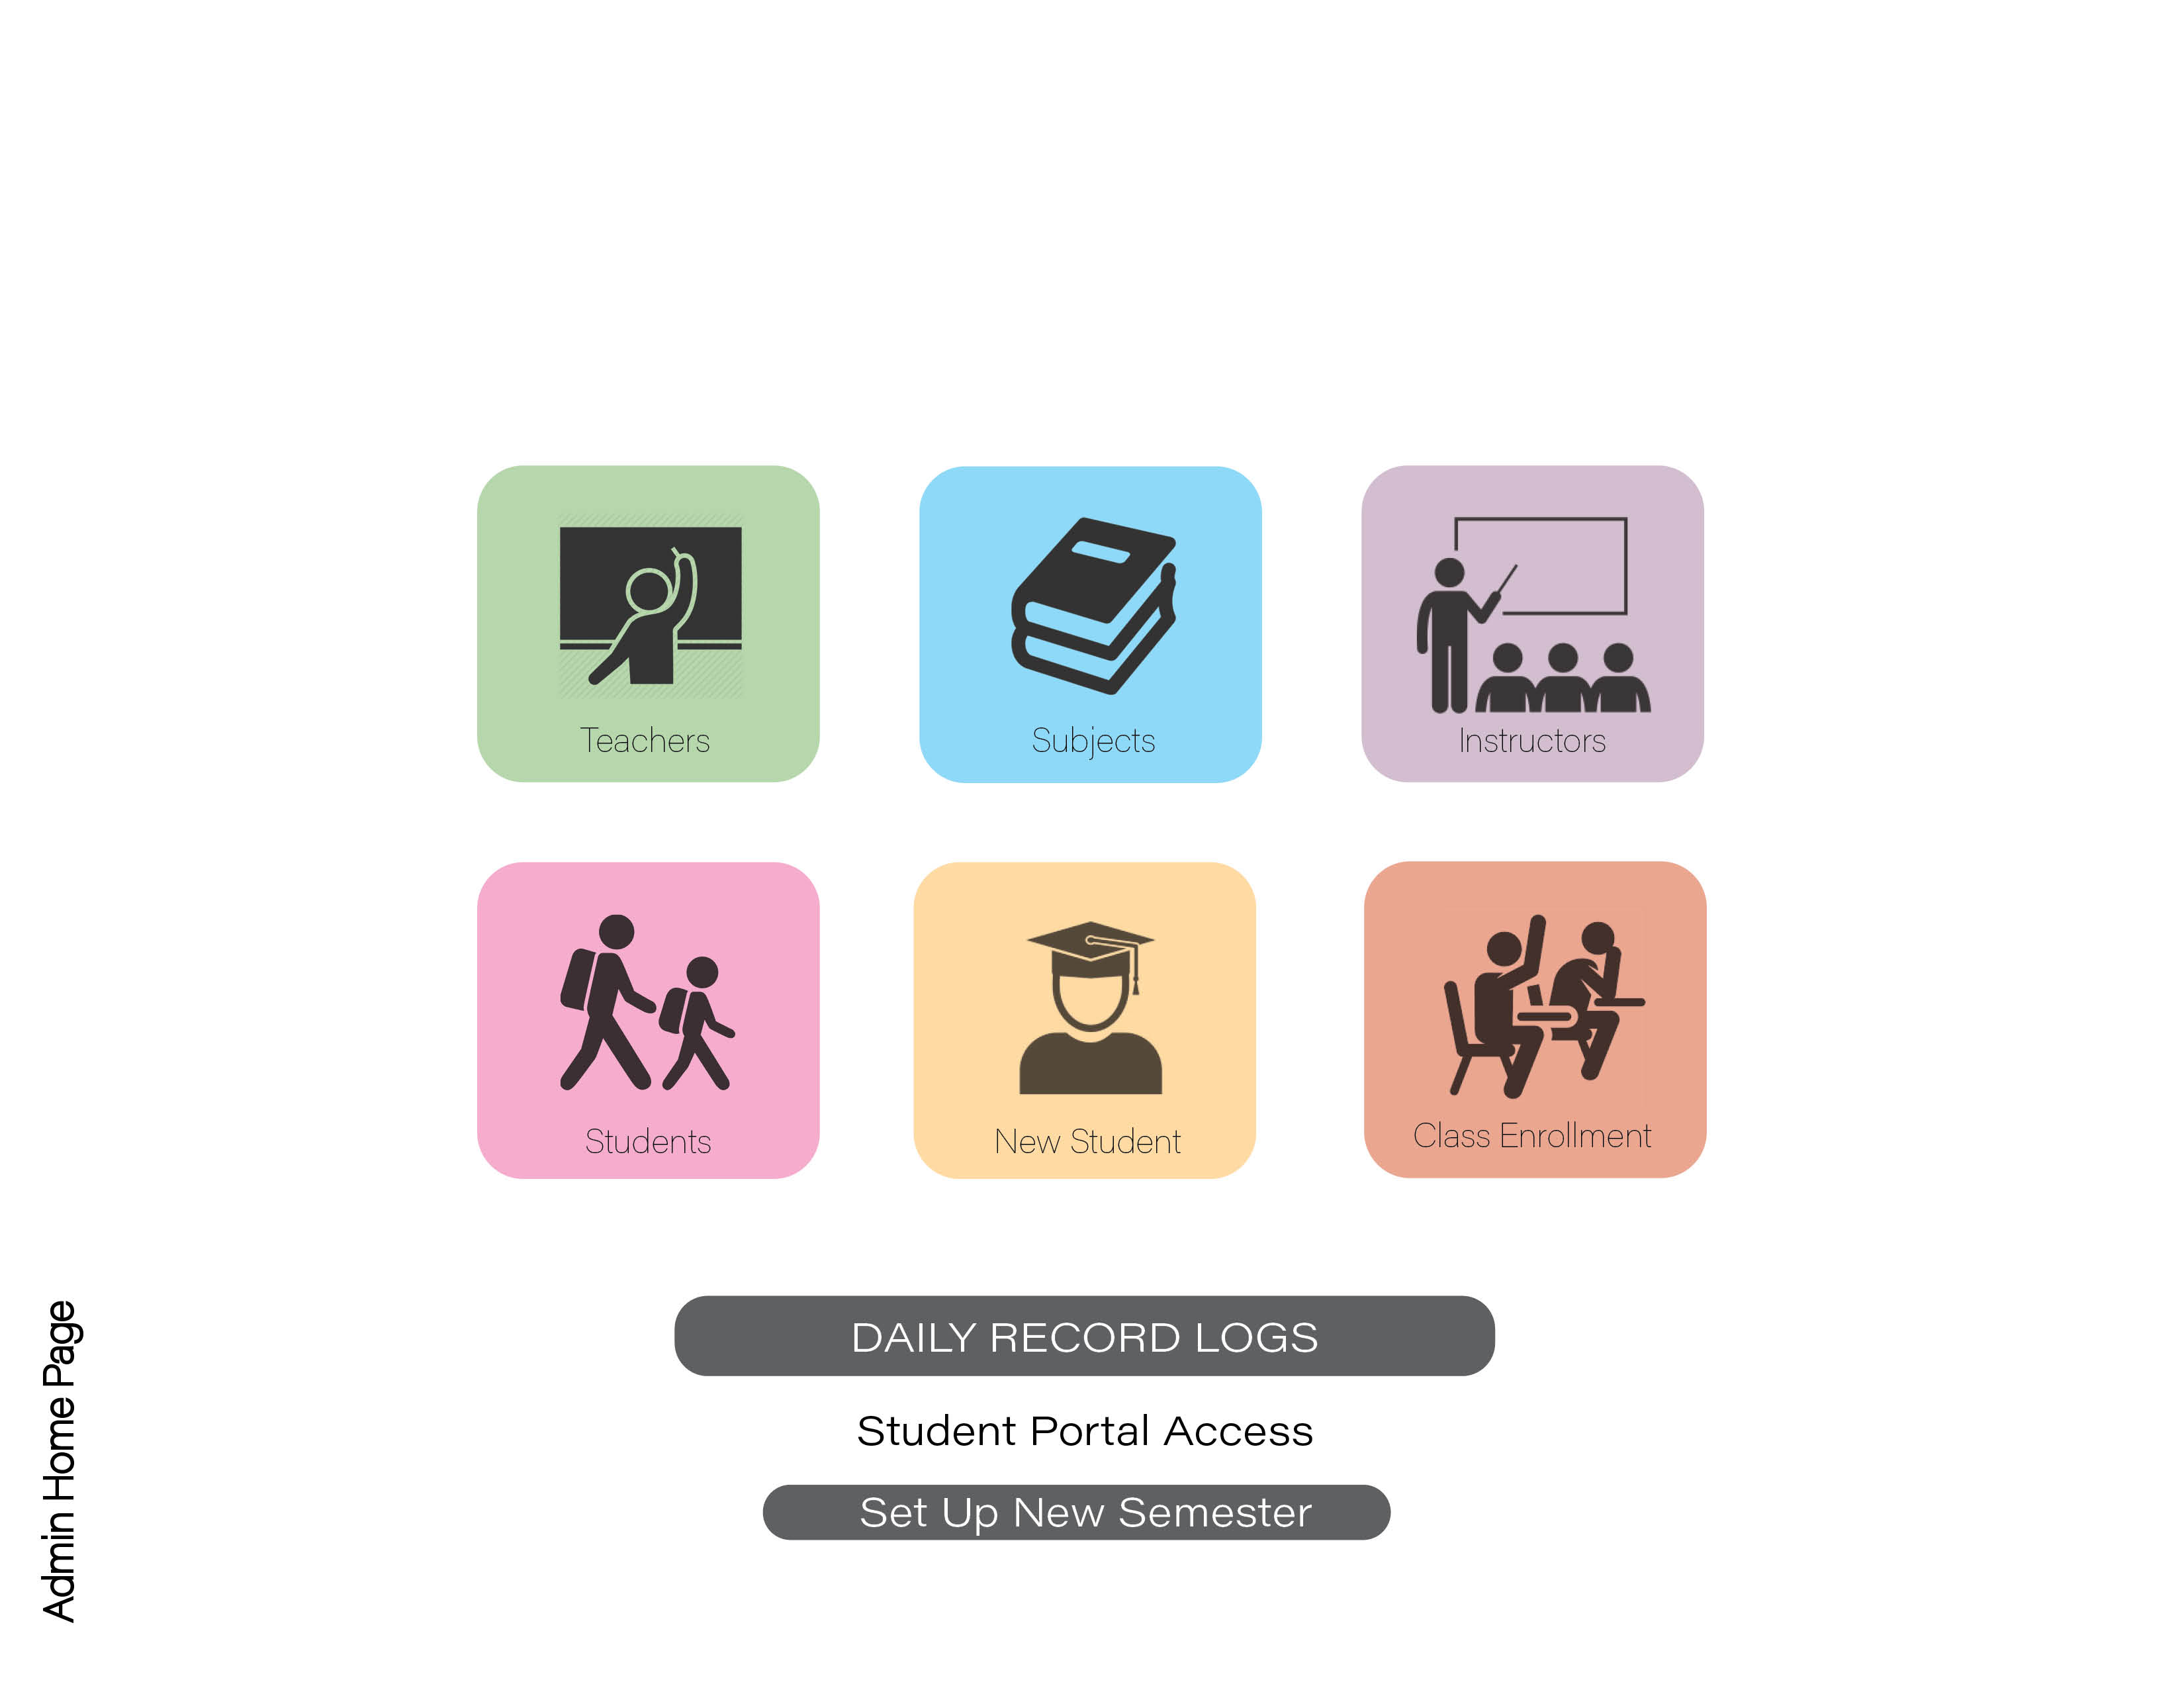 Teachers
Subjects
Instructors
Students
New Student
Class Enrollment
DAILY RECORD LOGS
Student Portal Access
Set Up New Semester
Admin Home Page